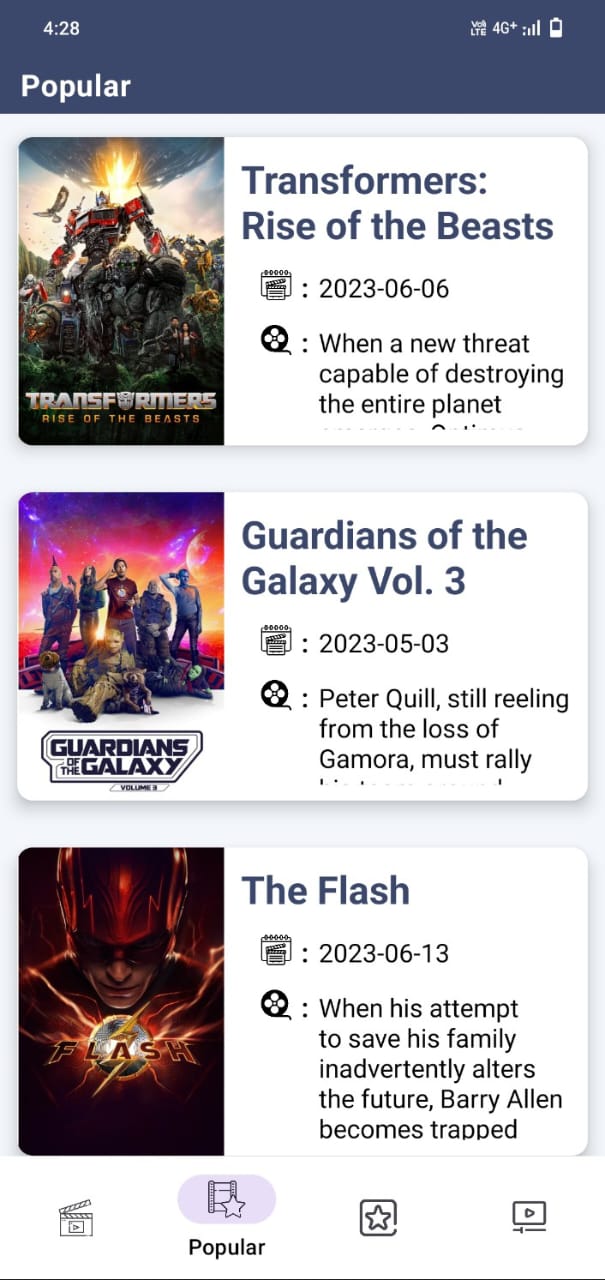 4:28
Vo) LTE 4G+
Popular
Transformers:
Rise of the Beasts
: 2023-06-06
: When a new threat
capable of destroying
the entire planet
TRANSFORMERS
RISE OF THE BEASTS
Guardians of the
Galaxy Vol. 3
: 2023-05-03
: Peter Quill, still reeling
from the loss of
Gamora, must rally
GUARDIANS
OF THE GALAXY
VOLUME 3
The Flash
: 2023-06-13
: When his attempt
to save his family
inadvertently alters
the future, Barry Allen
becomes trapped
FLASH
Popular